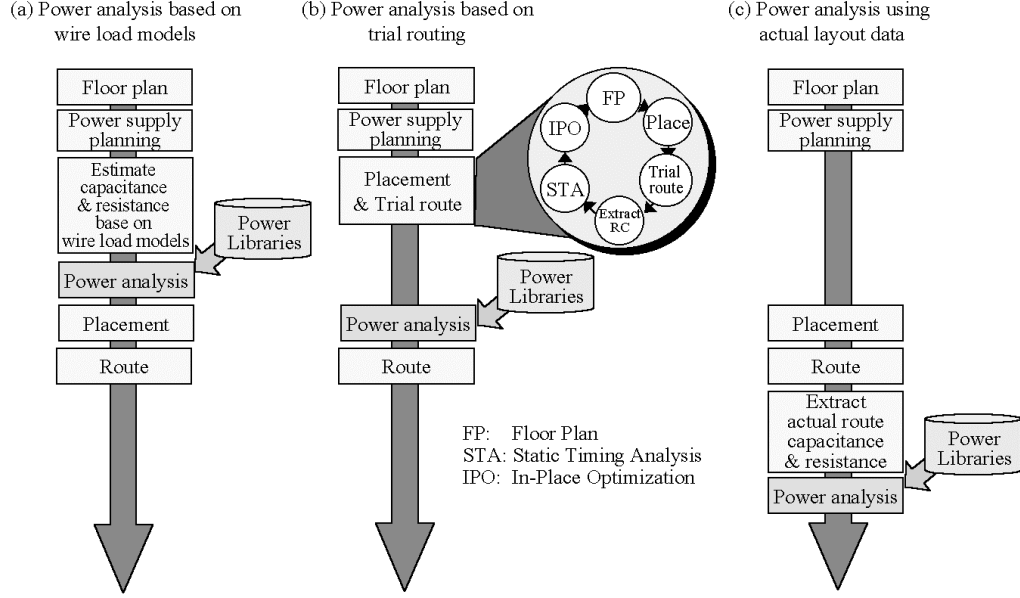 (a) Power analysis based on
wire load models
Floor plan
Power supply
planning
Estimate
capacitance
& resistance
base on
wire load models
Power
Libraries
Power analysis
Placement
Route
(b) Power analysis based on
trial routing
Floor plan
Power supply
planning
Placement
& Trial route
FP
Place
Trial
route
Extract
RC
STA
IPO
Power
Libraries
Power analysis
Route
FP: Floor Plan
STA: Static Timing Analysis
IPO: In-Place Optimization
(c) Power analysis using
actual layout data
Floor plan
Power supply
planning
Placement
Route
Extract
actual route
capacitance
& resistance
Power
Libraries
Power analysis